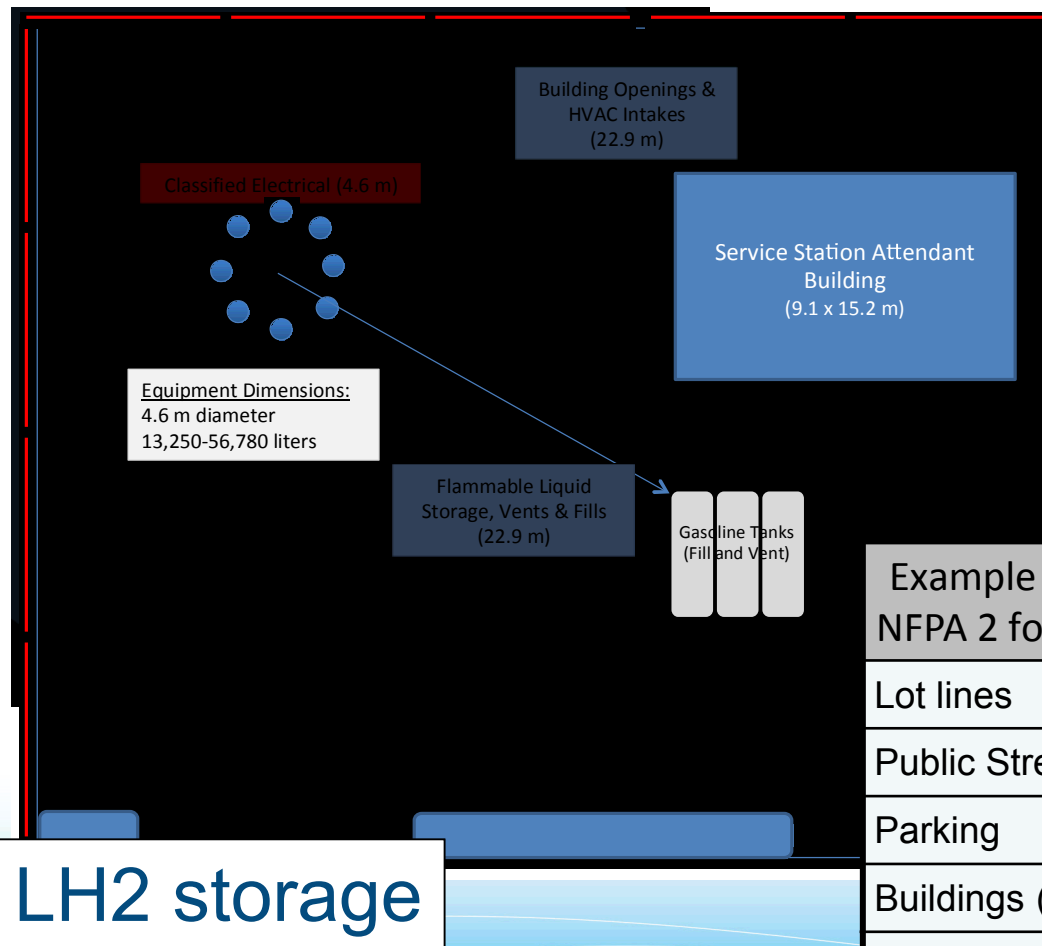 Building Openings &
HVAC Intakes
(22.9 m)
Classified Electrical (4.6 m)
Service Station Attendant
Building
(9.1 x 15.2 m)
Equipment Dimensions:
4.6 m diameter
13,250-56,780 liters
Flammable Liquid
Storage, Vents & Fills
(22.9 m)
Gasoline Tanks
(Fill and Vent)
Example
NFPA 2 fo
Lot lines
Public Stre
Parking
Buildings (
LH2 storage